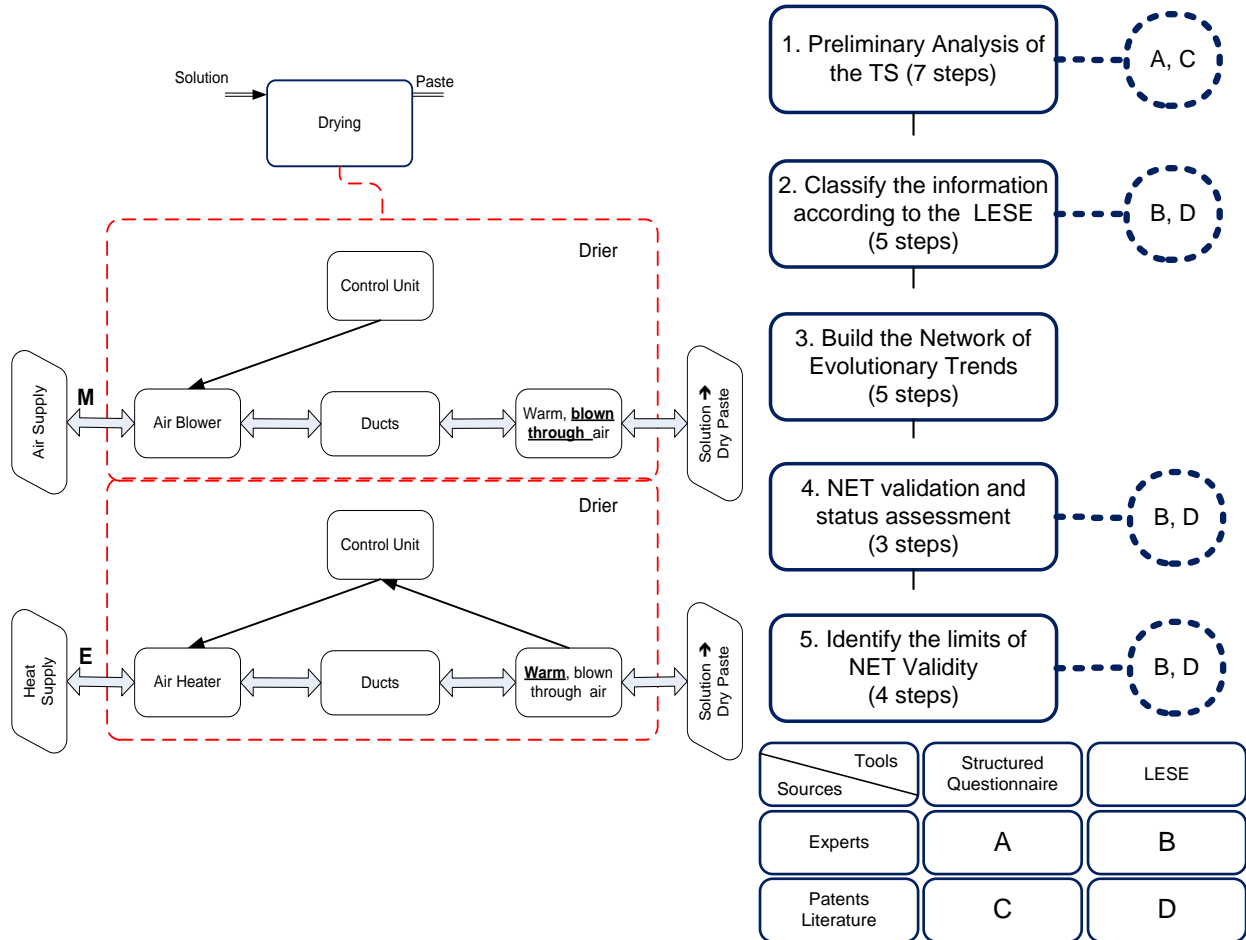 Solution
Paste
Drying
Drier
Control Unit
Air Supply
M
Air Blower
Ducts
Warm, blown
through air
Solution ➔
Dry Paste
Drier
Control Unit
Heat
Supply
E
Air Heater
Ducts
Warm, blown
through air
Solution ➔
Dry Paste
1. Preliminary Analysis of
the TS (7 steps)
A, C
2. Classify the information
according to the LESE
(5 steps)
B, D
3. Build the Network of
Evolutionary Trends
(5 steps)
4. NET validation and
status assessment
(3 steps)
B, D
5. Identify the limits of
NET Validity
(4 steps)
B, D
Tools
Sources
Structured
Questionnaire
LESE
Experts
A
B
Patents
Literature
C
D